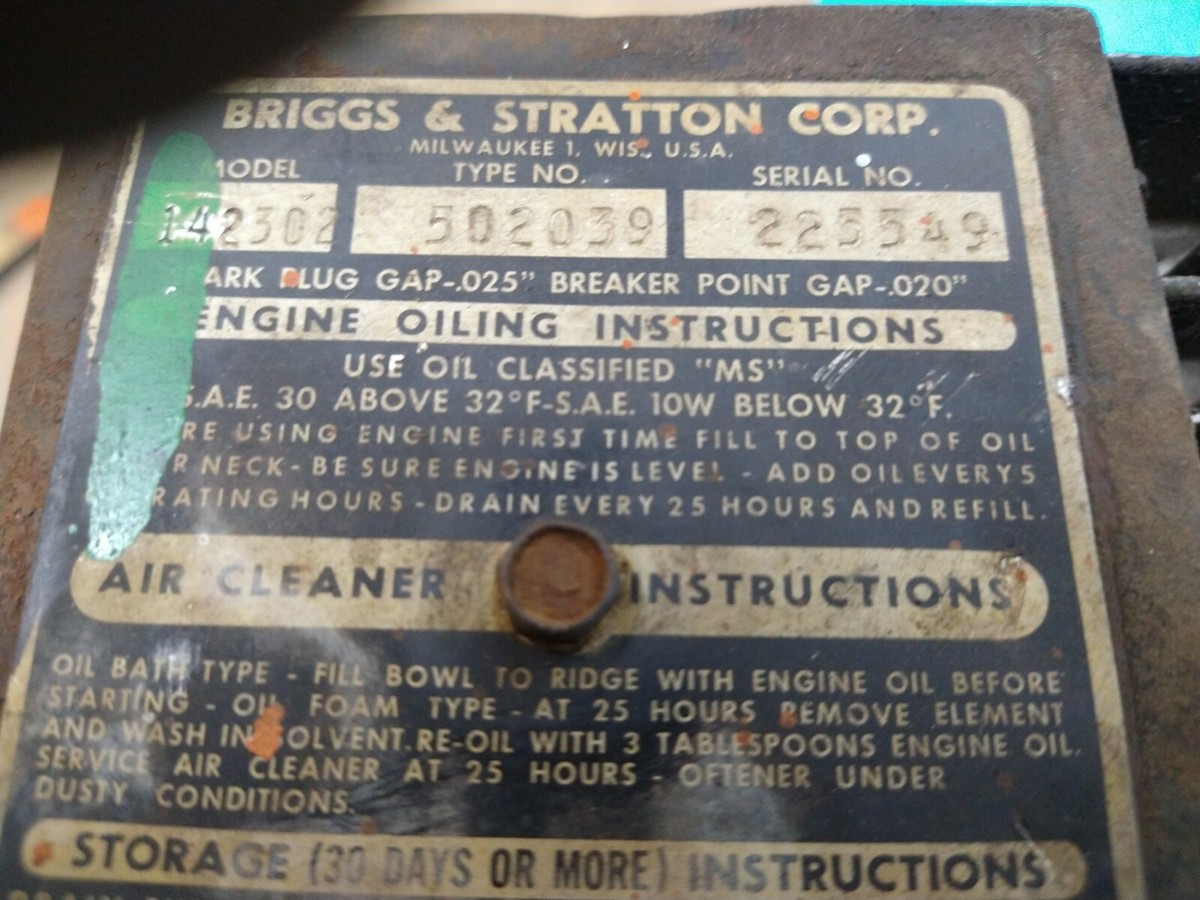 BRIGGS & STRATTON CORP.
MILWAUKEE 1, WIS. U.S.A.
MODEL TYPE NO. SERIAL NO.
142302 502039
SPARK PLUG GAP-.025" BREAKER POINT GAP-.020"
ENGINE OILING INSTRUCTIONS
USE OIL CLASSIFIED "MS"
S.A.E. 30 ABOVE 32°F-S.A.E. 10W BELOW 32°F.
RE USING ENGINE FIRST TIME FILL TO TOP OF OIL
R NECK-BE SURE ENGINE IS LEVEL - ADD OIL EVERY 5
RATING HOURS-DRAIN EVERY 25 HOURS AND REFILL.
AIR CLEANER INSTRUCTIONS
OIL BATH TYPE - FILL BOWL TO RIDGE WITH ENGINE OIL BEFORE
STARTING - OIL FOAM TYPE - AT 25 HOURS REMOVE ELEMENT
AND WASH IN SOLVENT. RE-OIL WITH 3 TABLESPOONS ENGINE OIL.
SERVICE AIR CLEANER AT 25 HOURS - OFTENER UNDER
DUSTY CONDITIONS.
STORAGE (30 DAYS OR MORE) INSTRUCTIONS